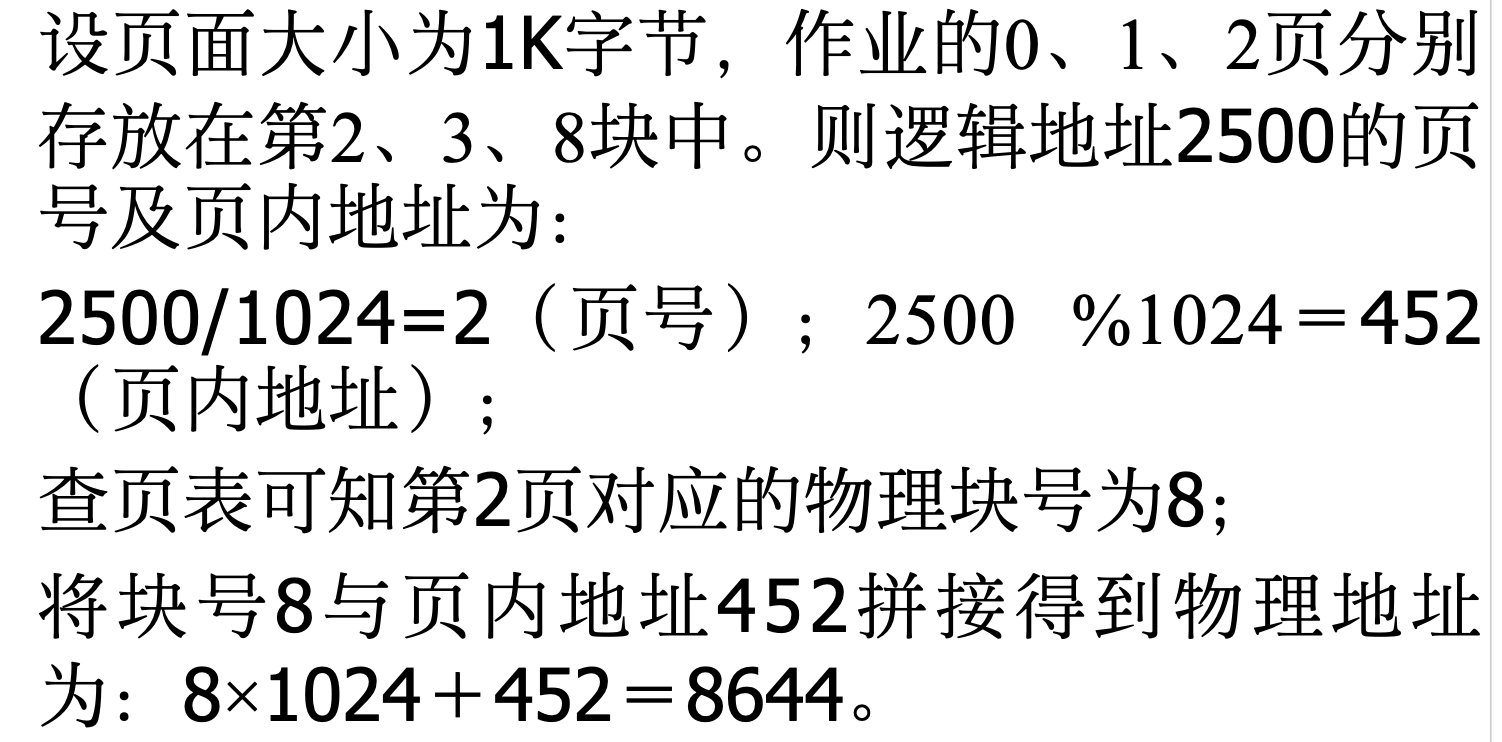 设页面大小为1K字节，作业的0、1、2页分别
存放在第2、3、8块中。则逻辑地址2500的页
号及页内地址为：
2500/1024=2（页号）；2500 %1024＝452
（页内地址）；
查页表可知第2页对应的物理块号为8；
将块号8与页内地址452拼接得到物理地址
为：8×1024＋452＝8644。